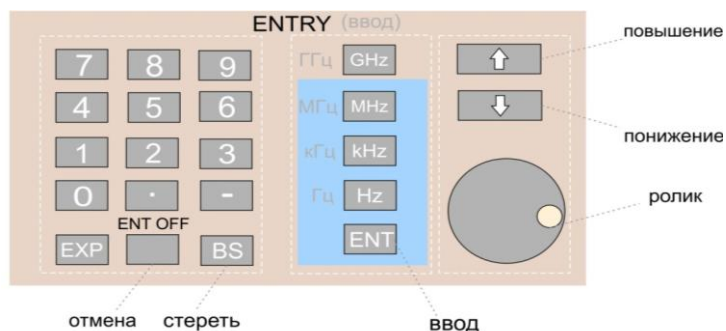 ENTRY (ввод)
7 8 9 ГГц GHz повышение
4 5 6 МГц MHz
1 2 3 кГц kHz понижение
0 . - Гц Hz ролик
ENT OFF
EXP BS ENT
отмена стереть ввод